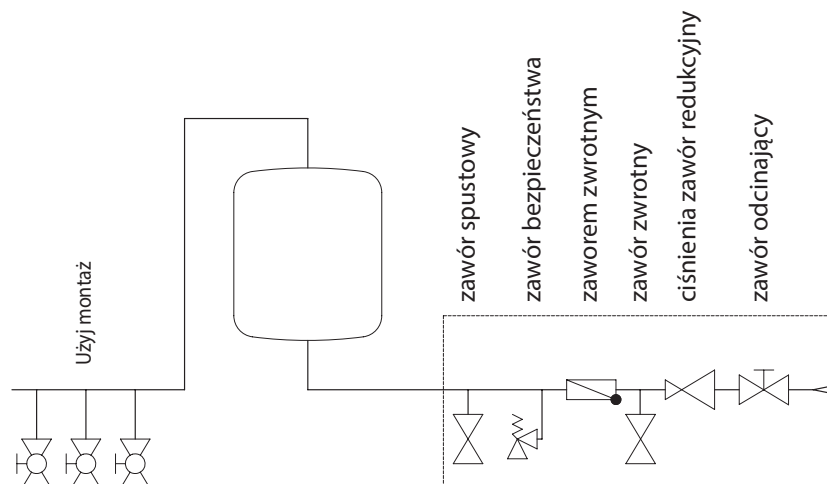 Użyj montaż
zawór spustowy
zawór bezpieczeństwa
zaworem zwrotnym
zawór zwrotny
ciśnienia zawór redukcyjny
zawór odcinający